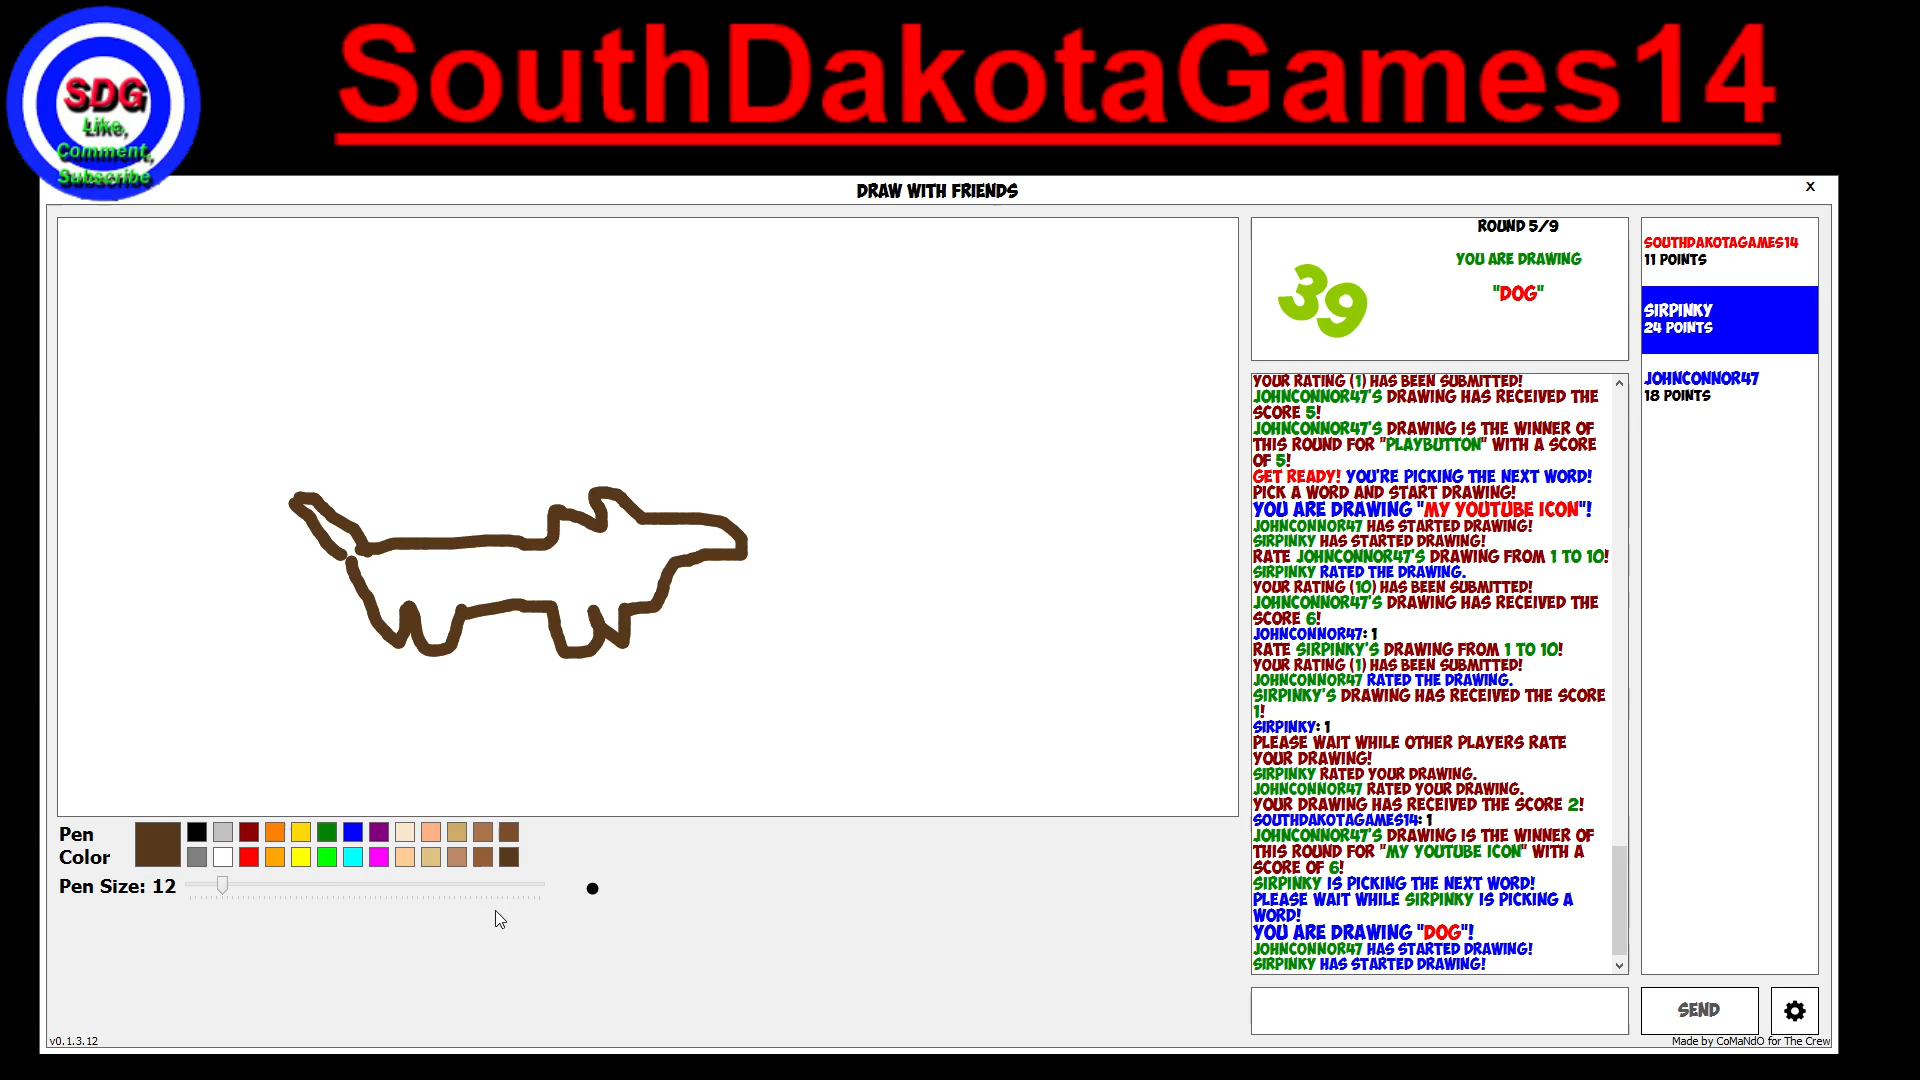 SouthDakotaGames14
SDG
Like,
Comment,
Subscribe
DRAW WITH FRIENDS
X
39
ROUND 5/9
YOU ARE DRAWING
"DOG"
SOUTHDAKOTAGAMES14
11 POINTS
SIRPINKY
24 POINTS
JOHNCONNOR47
18 POINTS
YOUR RATING (1) HAS BEEN SUBMITTED!
JOHNCONNOR47'S DRAWING HAS RECEIVED THE
SCORE 5!
JOHNCONNOR47'S DRAWING IS THE WINNER OF
THIS ROUND FOR "PLAYBUTTON" WITH A SCORE
OF 5!
GET READY! YOU'RE PICKING THE NEXT WORD!
PICK A WORD AND START DRAWING!
YOU ARE DRAWING "MY YOUTUBE ICON"!
JOHNCONNOR47 HAS STARTED DRAWING!
SIRPINKY HAS STARTED DRAWING!
RATE JOHNCONNOR47'S DRAWING FROM 1 TO 10!
SIRPINKY RATED THE DRAWING.
YOUR RATING (10) HAS BEEN SUBMITTED!
JOHNCONNOR47'S DRAWING HAS RECEIVED THE
SCORE 6!
JOHNCONNOR47: 1
RATE SIRPINKY'S DRAWING FROM 1 TO 10!
YOUR RATING (1) HAS BEEN SUBMITTED!
JOHNCONNOR47 RATED THE DRAWING.
SIRPINKY'S DRAWING HAS RECEIVED THE SCORE
1!
SIRPINKY: 1
PLEASE WAIT WHILE OTHER PLAYERS RATE
YOUR DRAWING!
SIRPINKY RATED YOUR DRAWING.
JOHNCONNOR47 RATED YOUR DRAWING.
YOUR DRAWING HAS RECEIVED THE SCORE 2!
SOUTHDAKOTAGAMES14: 1
JOHNCONNOR47'S DRAWING IS THE WINNER OF
THIS ROUND FOR "MY YOUTUBE ICON" WITH A
SCORE OF 6!
SIRPINKY IS PICKING THE NEXT WORD!
PLEASE WAIT WHILE SIRPINKY IS PICKING A
WORD!
YOU ARE DRAWING "DOG"!
JOHNCONNOR47 HAS STARTED DRAWING!
SIRPINKY HAS STARTED DRAWING!
Pen
Color
Pen Size: 12
SEND
v0.1.3.12
Made by CoMaNdO for The Crew